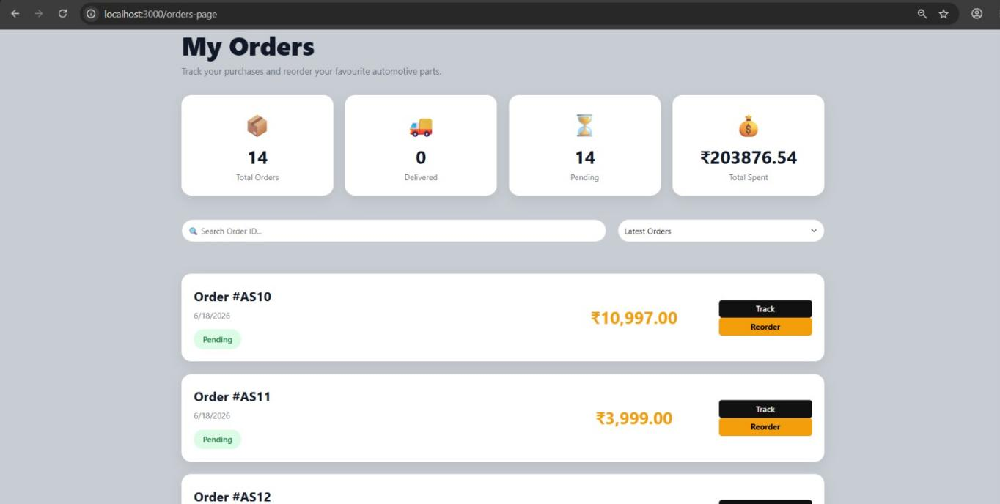 localhost:3000/orders-page
My Orders
Track your purchases and reorder your favourite automotive parts.
14
Total Orders
0
Delivered
14
Pending
₹203876.54
Total Spent
Search Order ID...
Latest Orders
Order #AS10
6/18/2026
Pending
₹10,997.00
Track
Reorder
Order #AS11
6/18/2026
Pending
₹3,999.00
Track
Reorder
Order #AS12